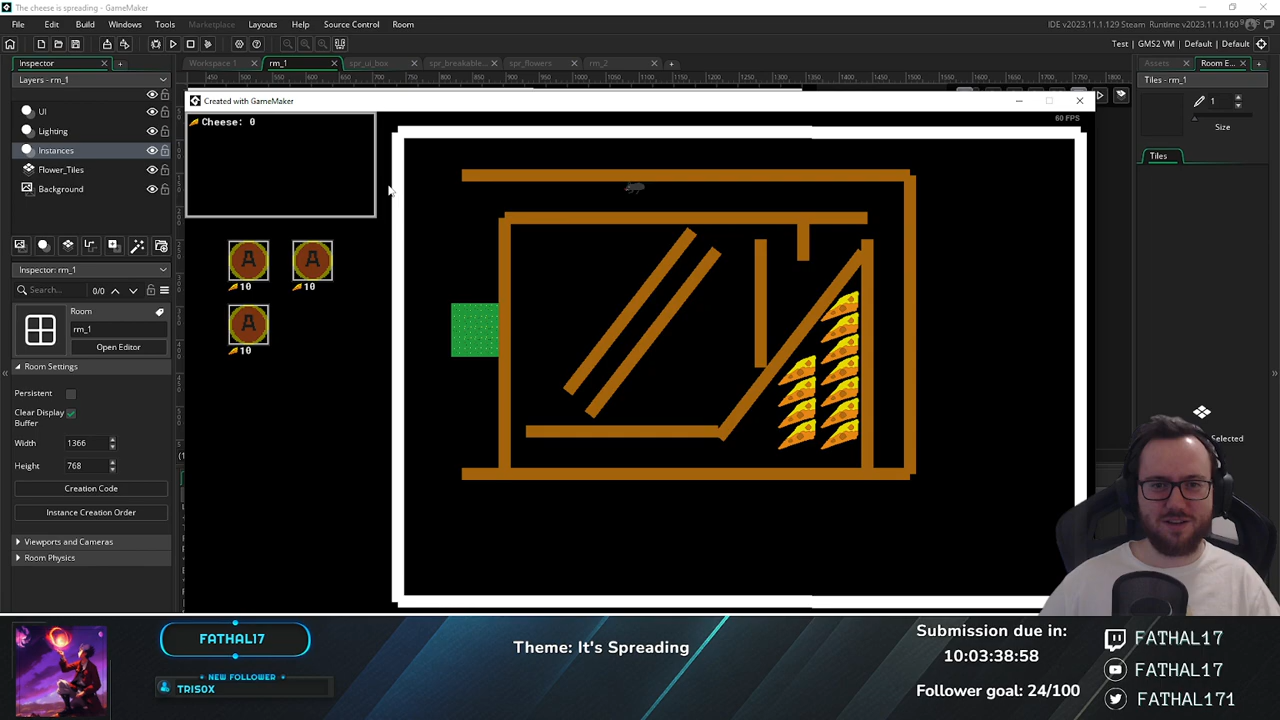 The cheese is spreading - GameMaker
File Edit Build Windows Tools Marketplace Layouts Source Control Room
IDE v2023.11.1.129 Steam Runtime v2023.11.1.160
Test | GMS2 VM | Default | Default
Inspector
Workspace 1 rm_1 spr_ui_box spr_breakable... spr_flowers rm_2
Assets Room E...
Layers - rm_1
Tiles - rm_1
UI
Lighting
Instances
Flower_Tiles
Background
Created with GameMaker
60 FPS
Cheese: 0
A A
10 10
A
10
1
Size
Tiles
Selected
Inspector: rm_1
Search...
0/0
Room
rm_1
Open Editor
Room Settings
Persistent
Clear Display
Buffer
Width 1366
Height 768
Creation Code
Instance Creation Order
Viewports and Cameras
Room Physics
FATHAL17
NEW FOLLOWER
TRISOX
Theme: It's Spreading
Submission due in:
10:03:38:58
Follower goal: 24/100
FATHAL17
FATHAL17
FATHAL171